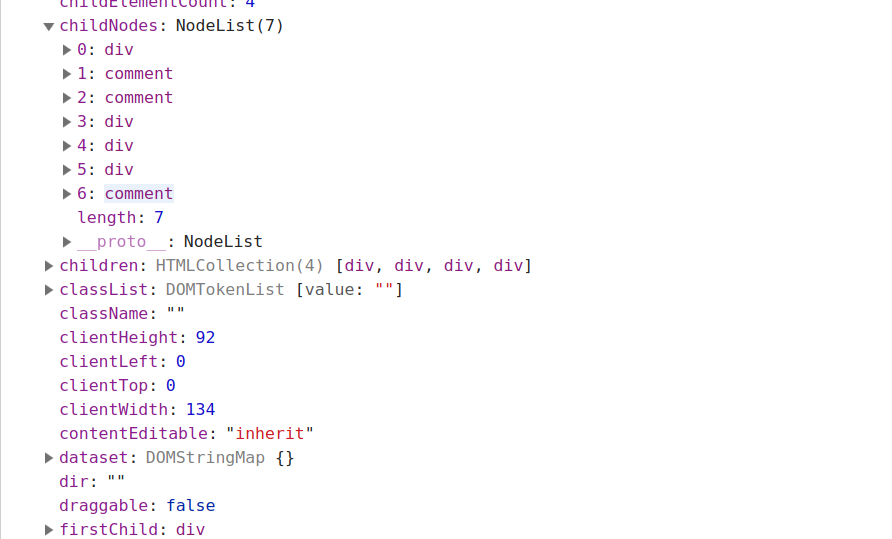 childElementCount: 4
childNodes: NodeList(7)
0: div
1: comment
2: comment
3: div
4: div
5: div
6: comment
length: 7
__proto__: NodeList
children: HTMLCollection(4) [div, div, div, div]
classList: DOMTokenList [value: ""]
className: ""
clientHeight: 92
clientLeft: 0
clientTop: 0
clientWidth: 134
contentEditable: "inherit"
dataset: DOMStringMap {}
dir: ""
draggable: false
firstChild: div